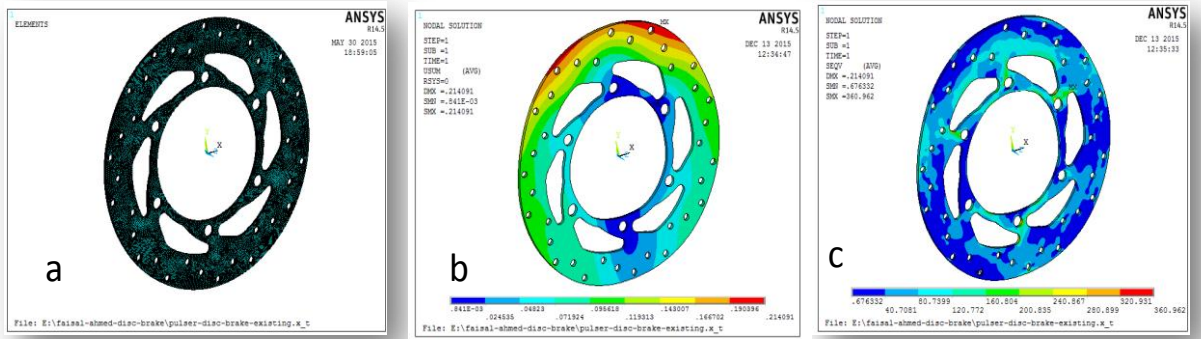 1
ELEMENTS
ANSYS
R14.5
MAY 30 2015
18:59:05
Y
X
a
File: E:\faisal-ahmed-disc-brake\pulser-disc-brake-existing.x_t
1
NODAL SOLUTION
STEP=1
SUB =1
TIME=1
USUM (AVG)
RSYS=0
DMX =.214091
SMN =.841E-03
SMX =.214091
ANSYS
R14.5
DEC 13 2015
12:34:47
MX
Y
X
b
.841E-03 .04823 .095618 .143007 .190396
.024535 .071924 .119313 .166702 .214091
File: E:\faisal-ahmed-disc-brake\pulser-disc-brake-existing.x_t
1
NODAL SOLUTION
STEP=1
SUB =1
TIME=1
SEQV (AVG)
DMX =.214091
SMN =.676332
SMX =360.962
ANSYS
R14.5
DEC 13 2015
12:35:33
MX
Y
X
c
.676332 80.7399 160.804 240.867 320.931
40.7081 120.772 200.835 280.899 360.962
File: E:\faisal-ahmed-disc-brake\pulser-disc-brake-existing.x_t